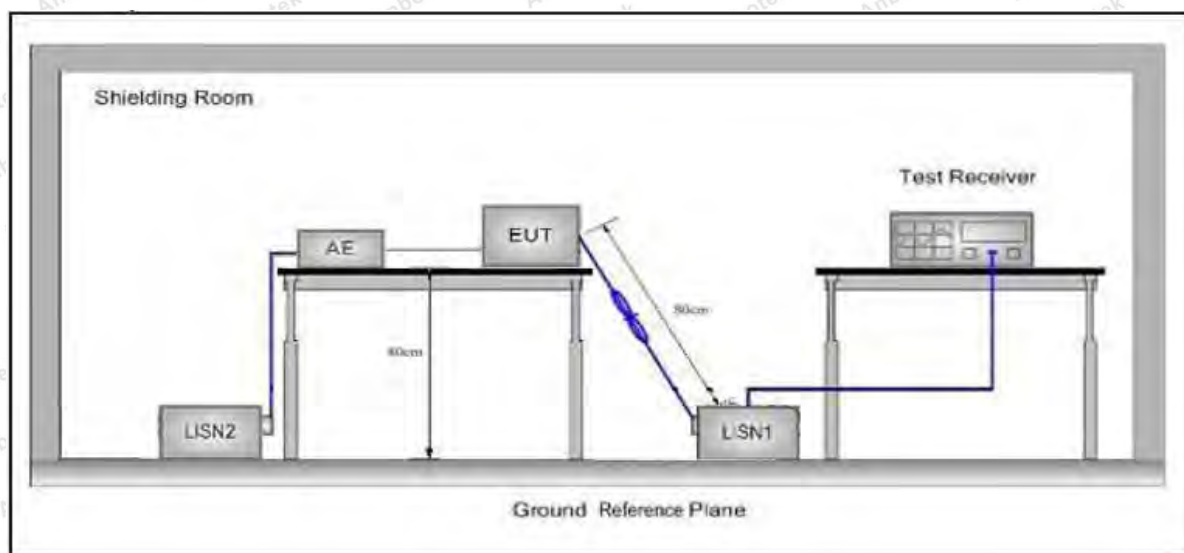 Shielding Room
Test Receiver
AE
EUT
80cm
80cm
LISN2
LISN1
Ground Reference Plane